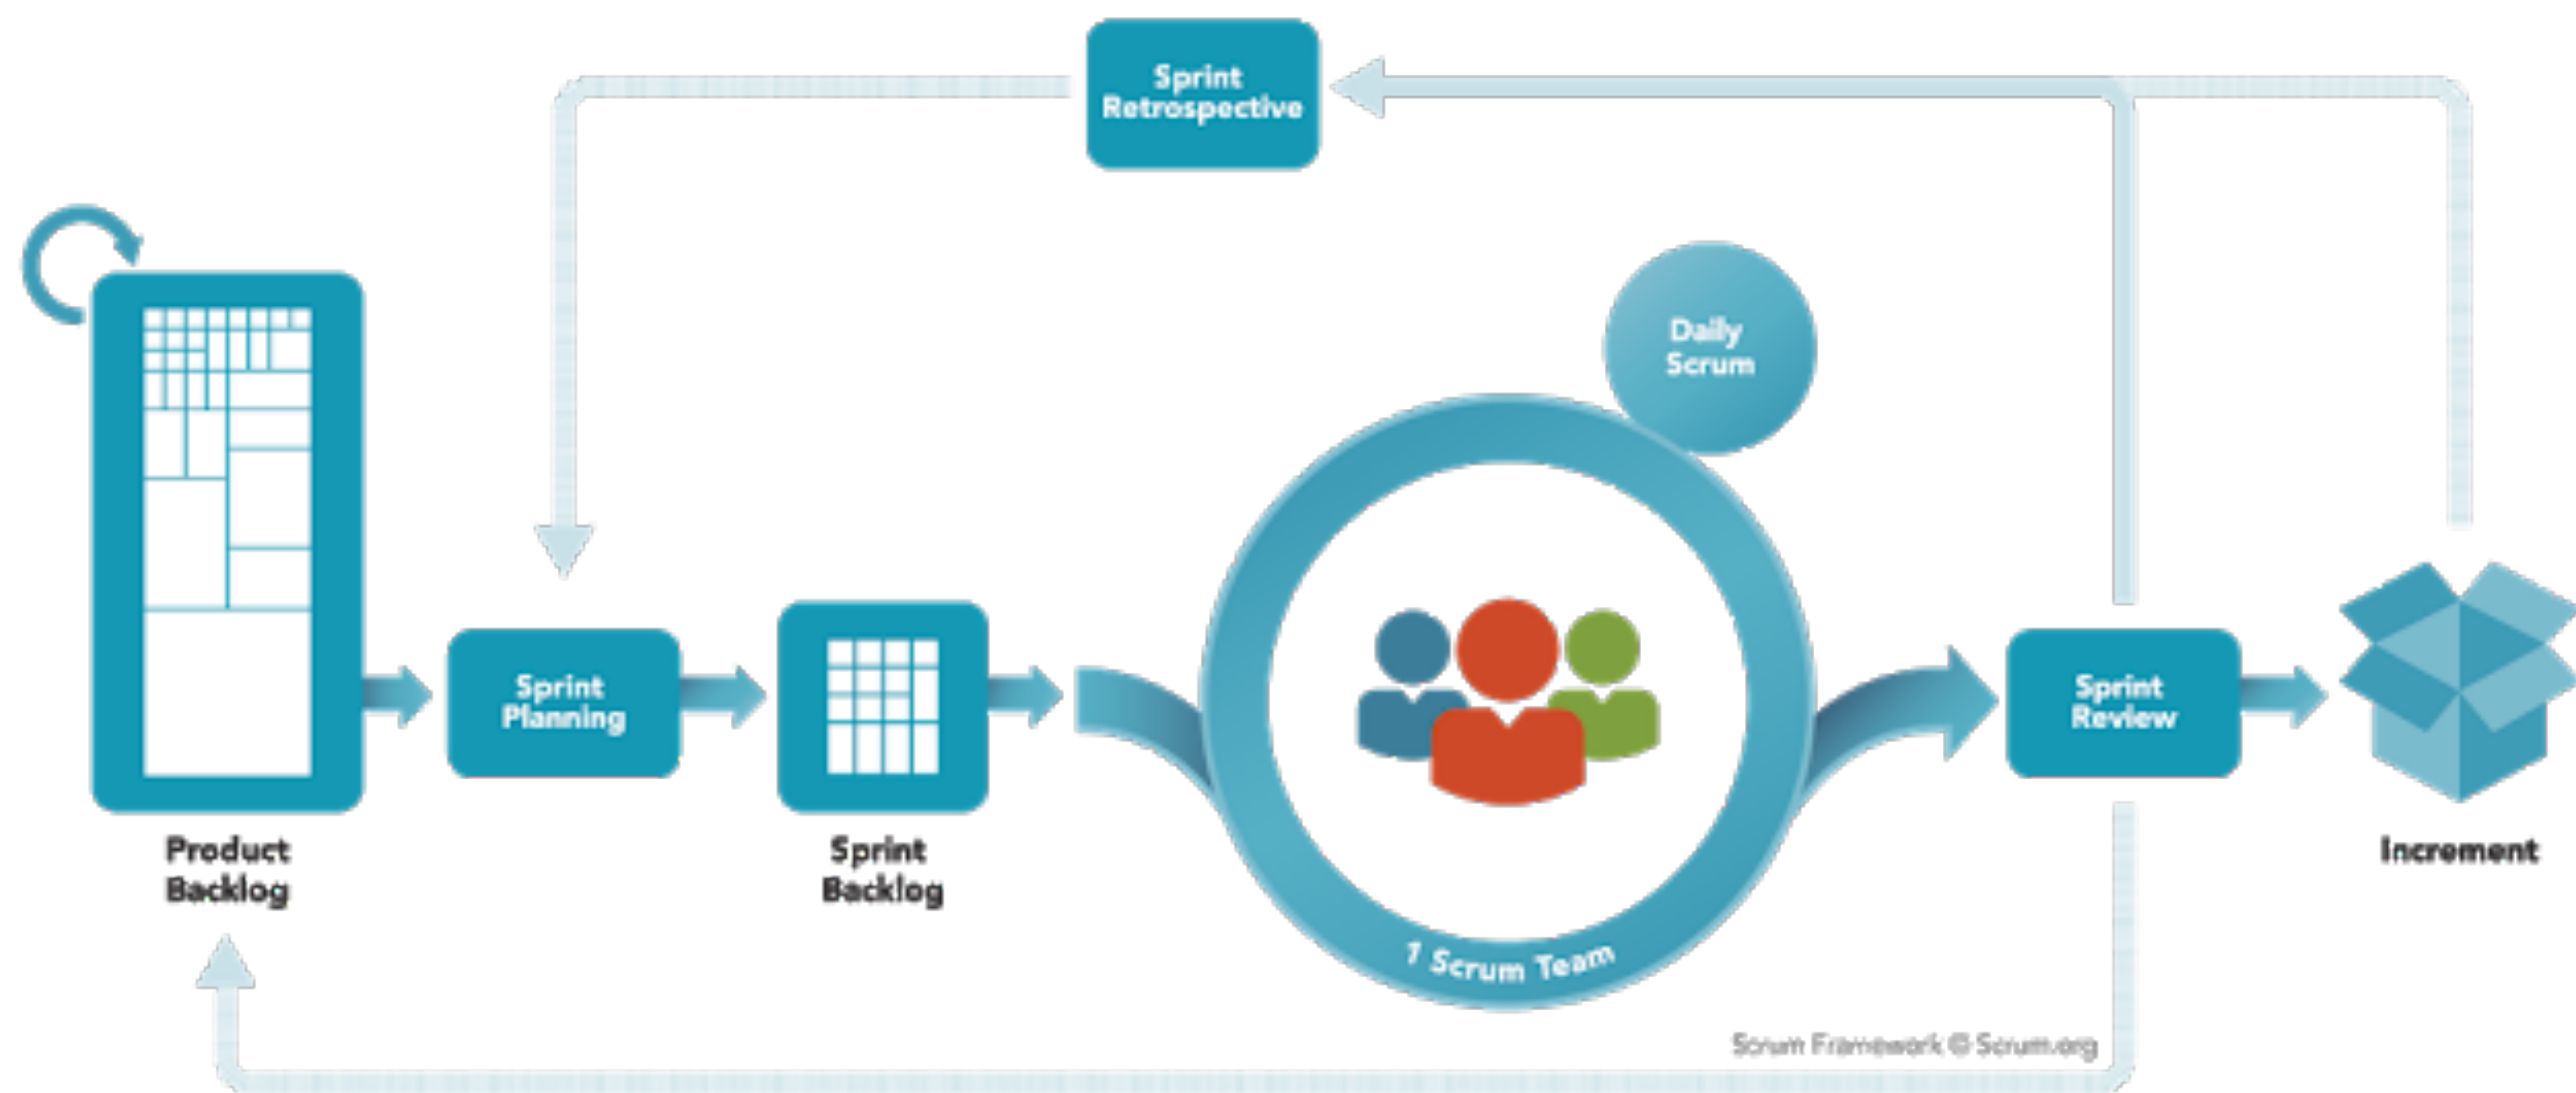 Sprint
Retrospective
Daily
Scrum
Sprint
Planning
Sprint
Review
Product
Backlog
Sprint
Backlog
Increment
1 Scrum Team
Scrum Framework © Scrum.org